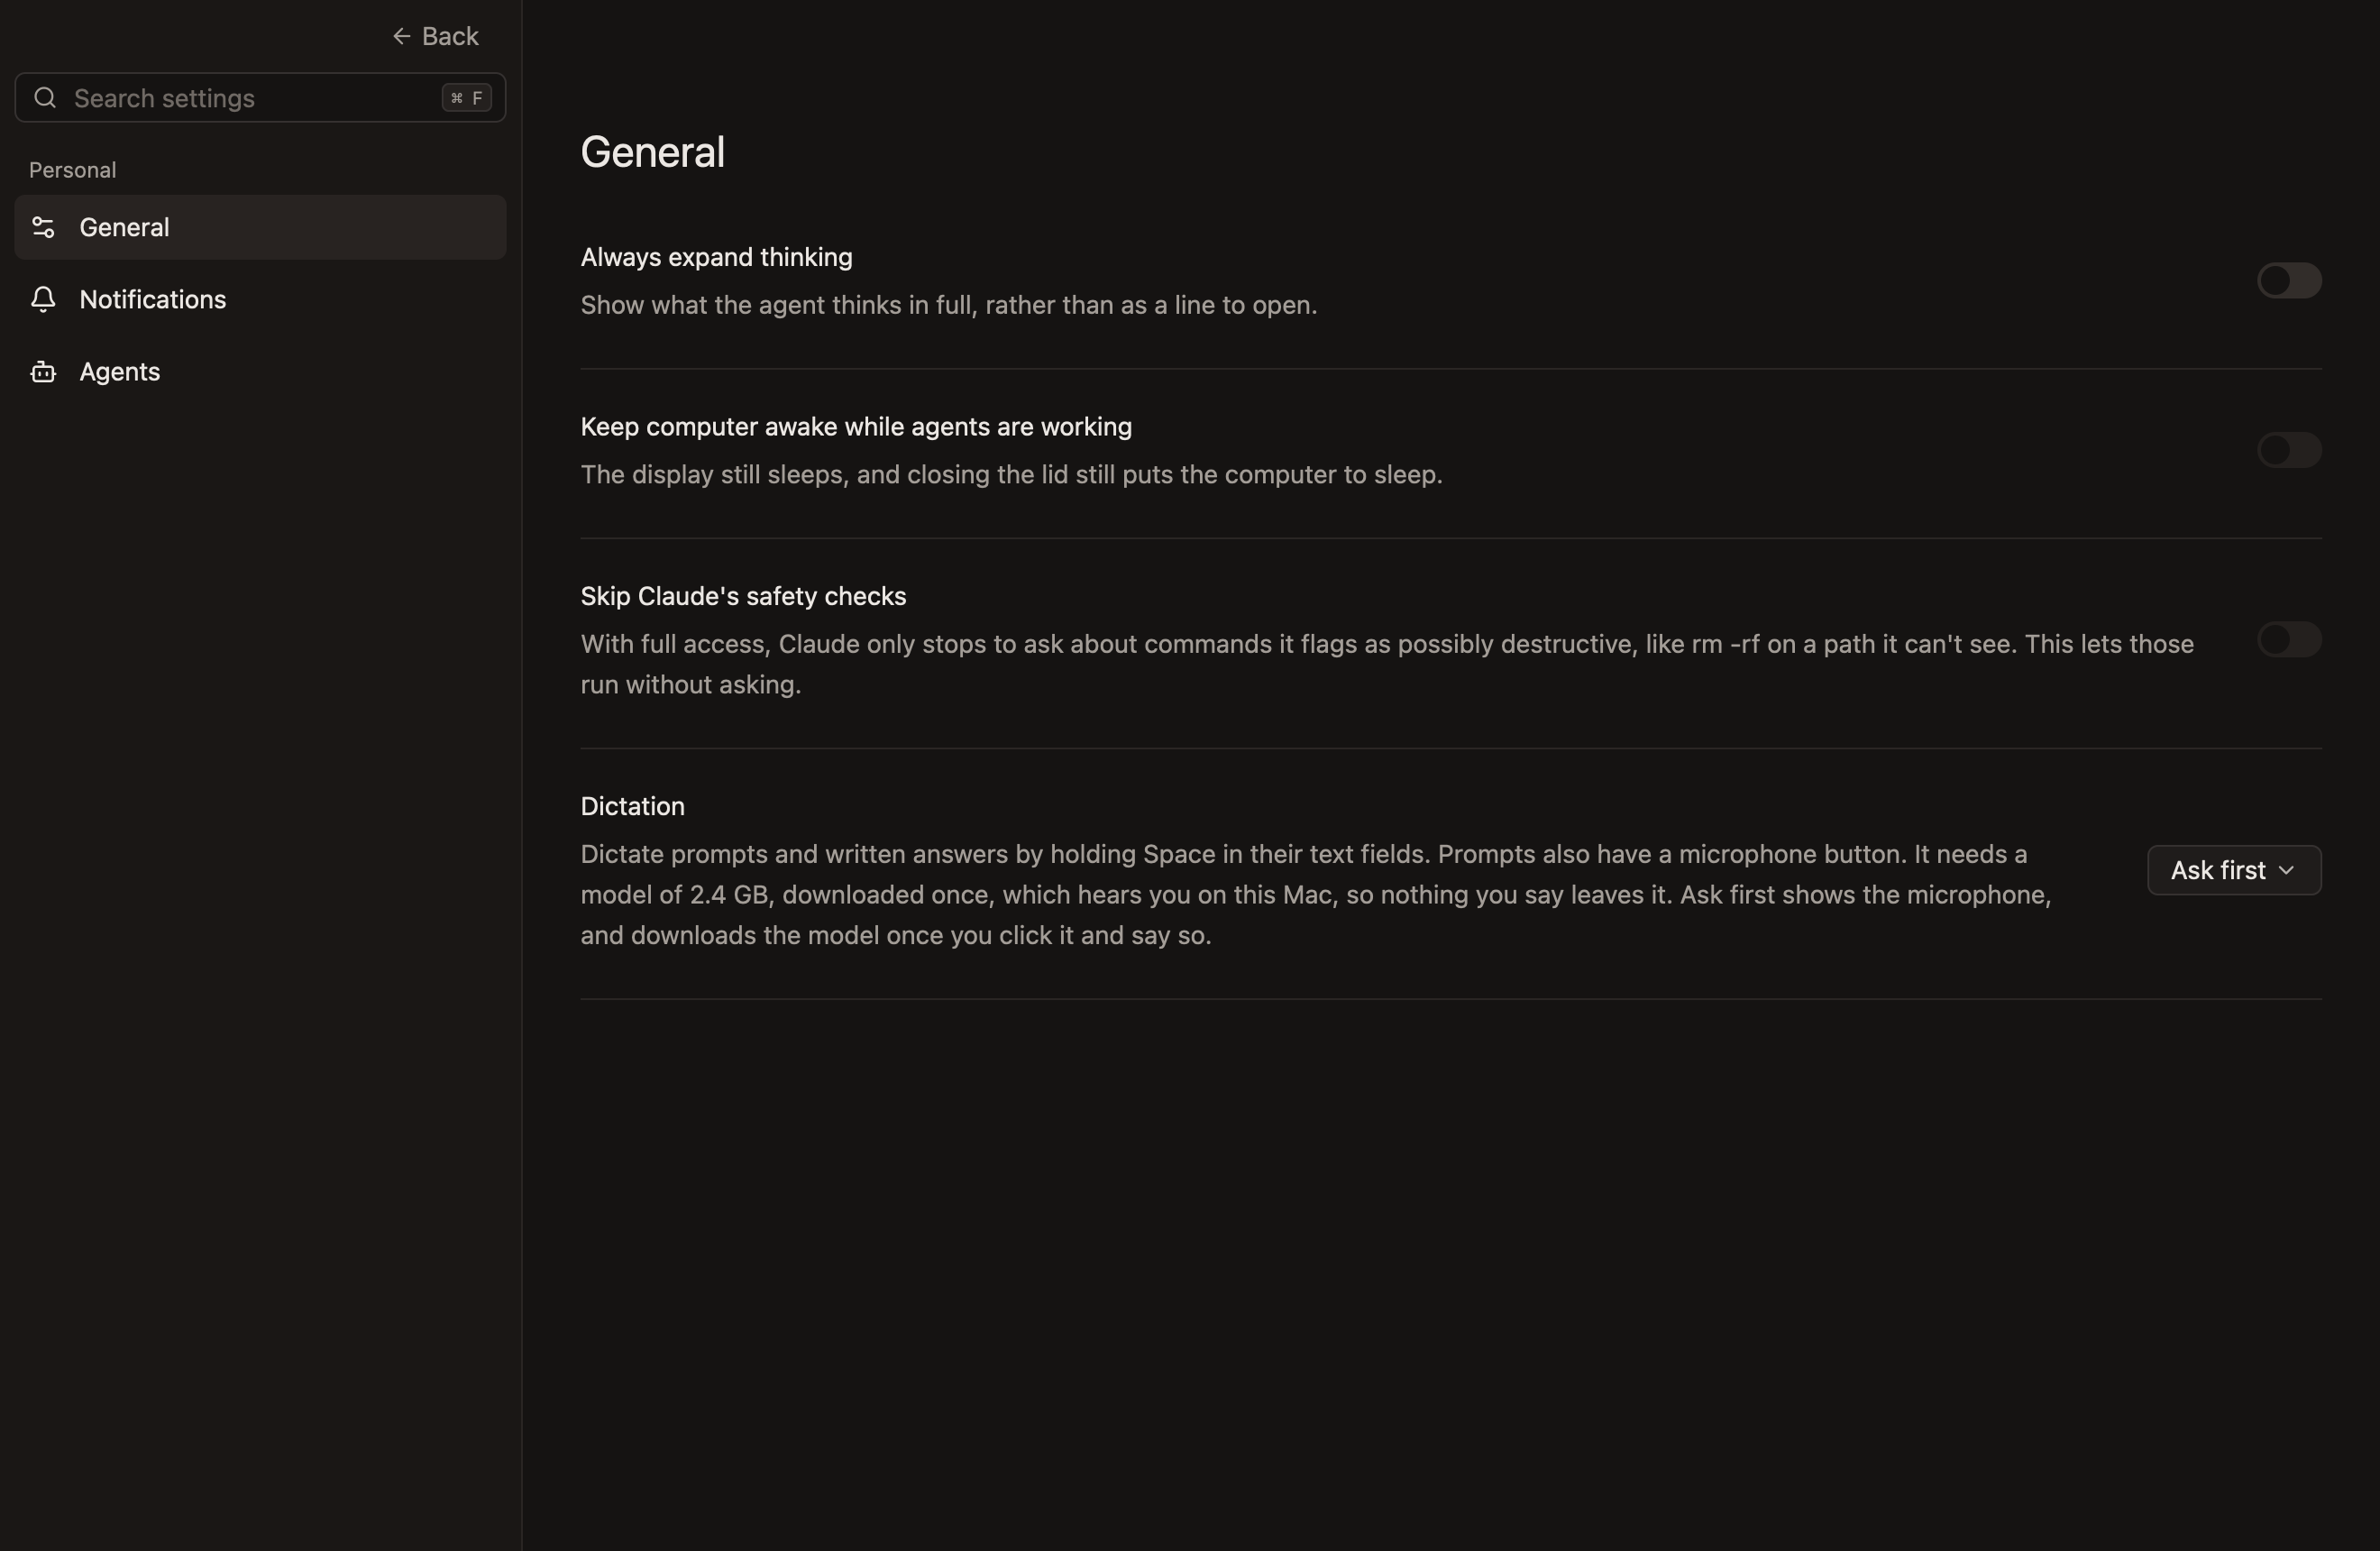 Back
Search settings
⌘ F
Personal
General
Notifications
Agents
General
Always expand thinking
Show what the agent thinks in full, rather than as a line to open.
Keep computer awake while agents are working
The display still sleeps, and closing the lid still puts the computer to sleep.
Skip Claude's safety checks
With full access, Claude only stops to ask about commands it flags as possibly destructive, like rm -rf on a path it can't see. This lets those
run without asking.
Dictation
Dictate prompts and written answers by holding Space in their text fields. Prompts also have a microphone button. It needs a
model of 2.4 GB, downloaded once, which hears you on this Mac, so nothing you say leaves it. Ask first shows the microphone,
and downloads the model once you click it and say so.
Ask first